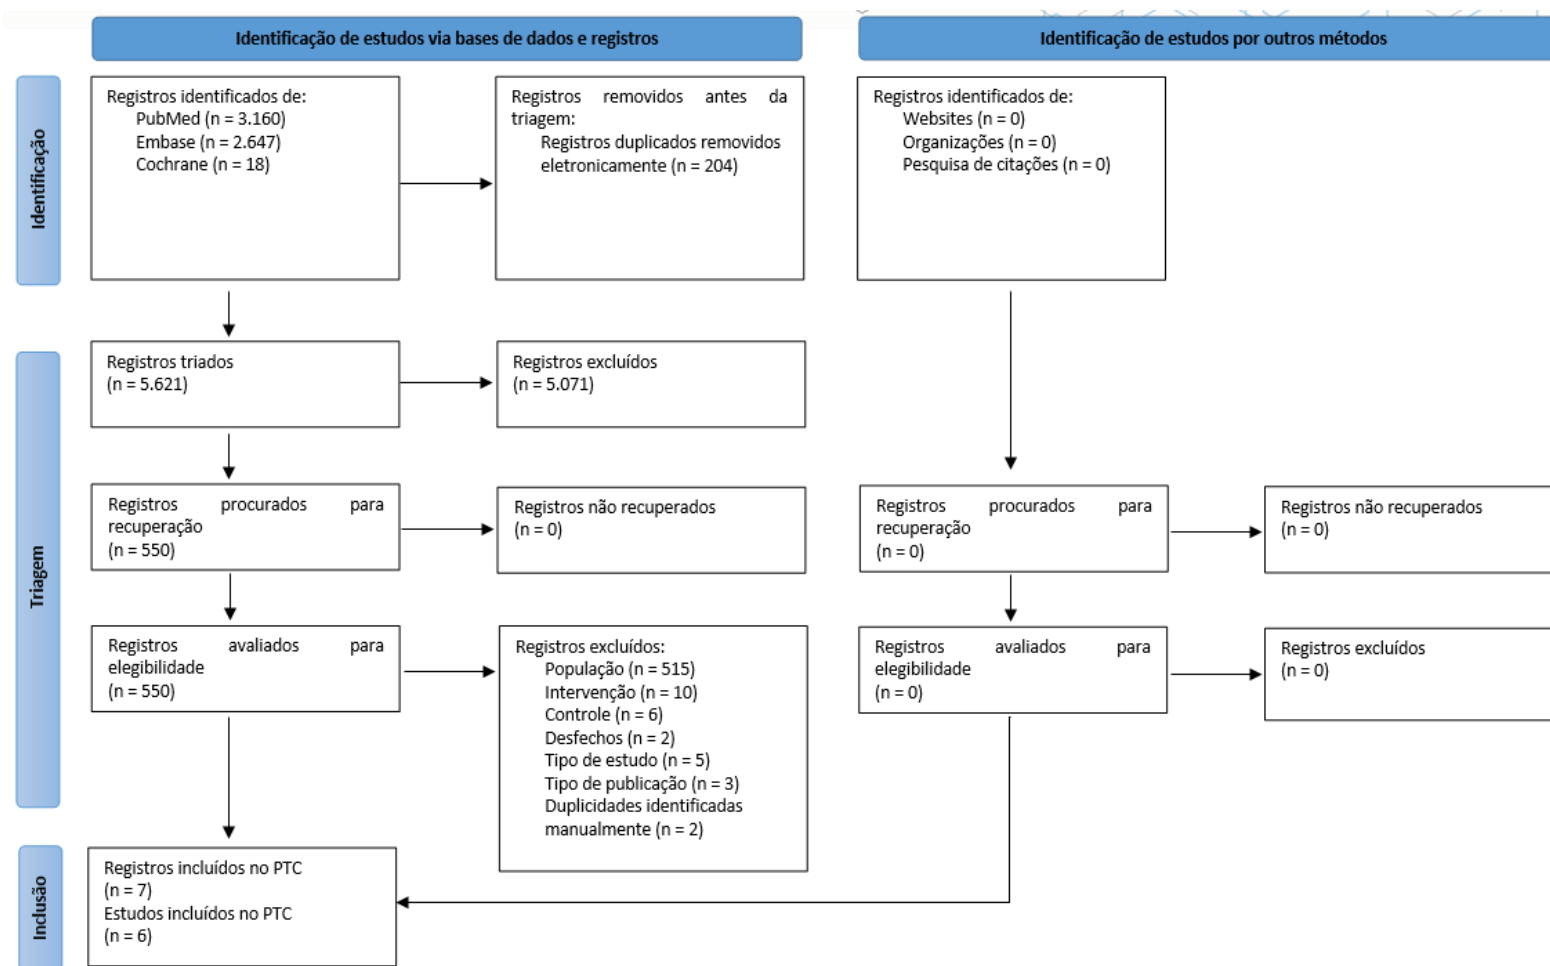 Identificação de estudos via bases de dados e registros
Identificação de estudos por outros métodos
Identificação
Registros identificados de:
PubMed (n = 3.160)
Embase (n = 2.647)
Cochrane (n = 18)
Registros removidos antes da
triagem:
Registros duplicados removidos
eletronicamente (n = 204)
Registros identificados de:
Websites (n = 0)
Organizações (n = 0)
Pesquisa de citações (n = 0)
Triagem
Registros triados
(n = 5.621)
Registros excluídos
(n = 5.071)
Registros procurados para
recuperação
(n = 550)
Registros não recuperados
(n = 0)
Registros procurados para
recuperação
(n = 0)
Registros não recuperados
(n = 0)
Registros avaliados para
elegibilidade
(n = 550)
Registros excluídos:
População (n = 515)
Intervenção (n = 10)
Controle (n = 6)
Desfechos (n = 2)
Tipo de estudo (n = 5)
Tipo de publicação (n = 3)
Duplicidades identificadas
manualmente (n = 2)
Registros avaliados para
elegibilidade
(n = 0)
Registros excluídos
(n = 0)
Inclusão
Registros incluídos no PTC
(n = 7)
Estudos incluídos no PTC
(n = 6)